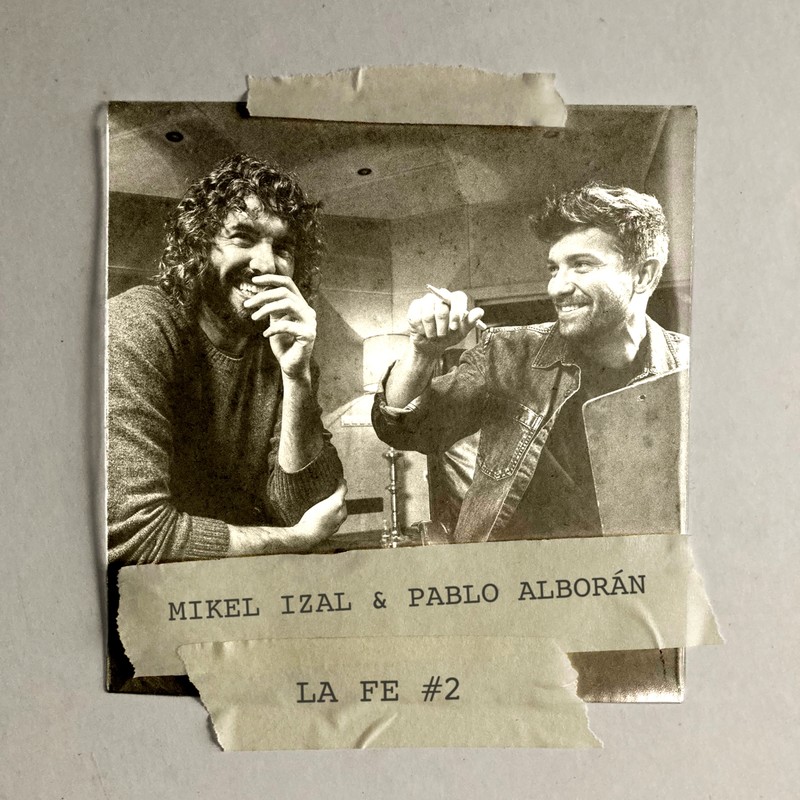 MIKEL IZAL & PABLO ALBORÁN
LA FE #2